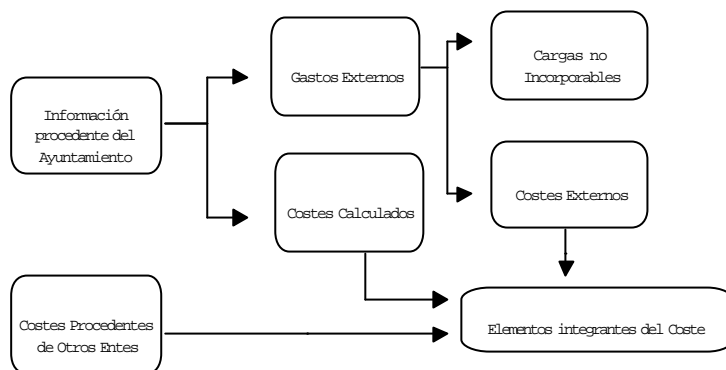 Cargas no
Incorporables
Gastos Externos
Información
procedente del
Ayuntamiento
Costes Calculados
Costes Externos
Costes Procedentes
de Otros Entes
Elementos integrantes del Coste